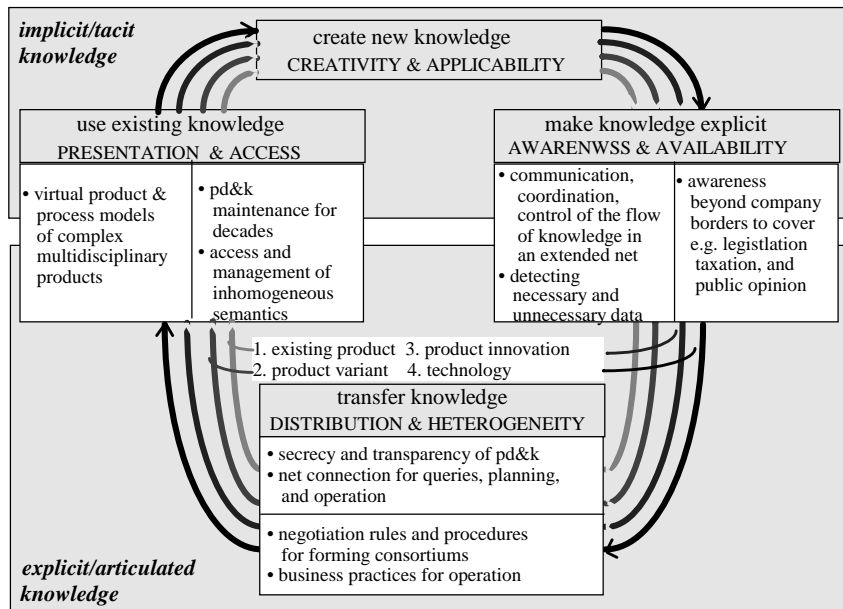 implicit/tacit
knowledge
create new knowledge
CREATIVITY & APPLICABILITY
use existing knowledge
PRESENTATION & ACCESS
• virtual product &
process models
of complex
multidisciplinary
products
• pd&k
maintenance for
decades
• access and
management of
inhomogeneous
semantics
make knowledge explicit
AWARENWSS & AVAILABILITY
• communication,
coordination,
control of the flow
of knowledge in
an extended net
• detecting
necessary and
unnecessary data
• awareness
beyond company
borders to cover
e.g. legistlation
taxation, and
public opinion
1. existing product 3. product innovation
2. product variant 4. technology
transfer knowledge
DISTRIBUTION & HETEROGENEITY
• secrecy and transparency of pd&k
• net connection for queries, planning,
and operation
• negotiation rules and procedures
for forming consortiums
• business practices for operation
explicit/articulated
knowledge